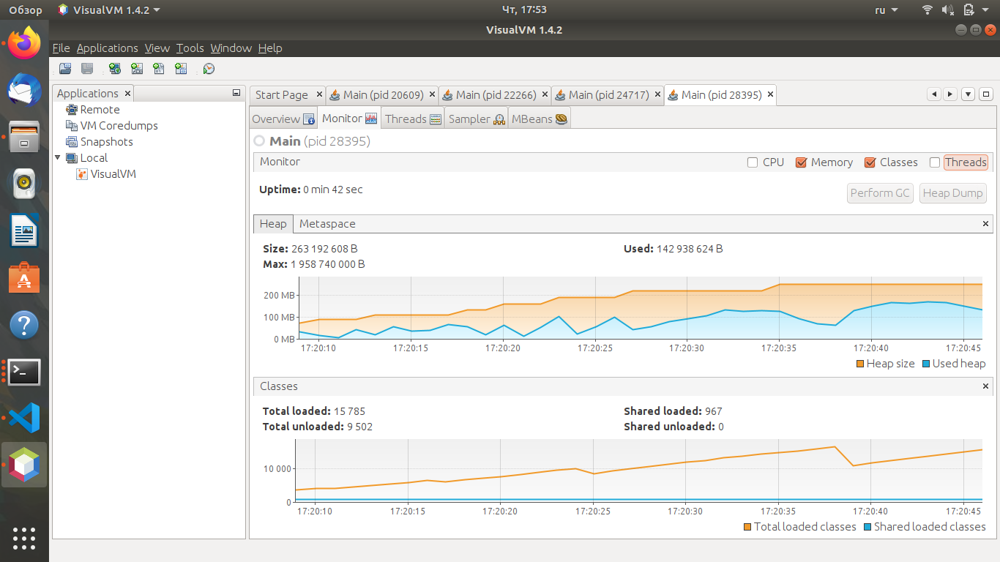 Обзор VisualVM 1.4.2 Чт, 17:53 ru
VisualVM 1.4.2
File Applications View Tools Window Help
Applications
Remote
VM Coredumps
Snapshots
Local
VisualVM
Start Page Main (pid 20609) Main (pid 22266) Main (pid 24717) Main (pid 28395)
Overview Monitor Threads Sampler MBeans
Main (pid 28395)
Monitor CPU Memory Classes Threads
Uptime: 0 min 42 sec Perform GC Heap Dump
Heap Metaspace
Size: 263 192 608 B Used: 142 938 624 B
Max: 1 958 740 000 B
200 MB
100 MB
0 MB
17:20:10 17:20:15 17:20:20 17:20:25 17:20:30 17:20:35 17:20:40 17:20:45
Heap size Used heap
Classes
Total loaded: 15 785 Shared loaded: 967
Total unloaded: 9 502 Shared unloaded: 0
10 000
0
17:20:10 17:20:15 17:20:20 17:20:25 17:20:30 17:20:35 17:20:40 17:20:45
Total loaded classes Shared loaded classes